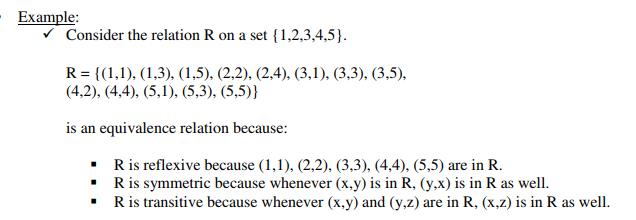 Example:
✓ Consider the relation R on a set {1,2,3,4,5}.
R = {(1,1), (1,3), (1,5), (2,2), (2,4), (3,1), (3,3), (3,5),
(4,2), (4,4), (5,1), (5,3), (5,5)}
is an equivalence relation because:
▪ R is reflexive because (1,1), (2,2), (3,3), (4,4), (5,5) are in R.
▪ R is symmetric because whenever (x,y) is in R, (y,x) is in R as well.
▪ R is transitive because whenever (x,y) and (y,z) are in R, (x,z) is in R as well.